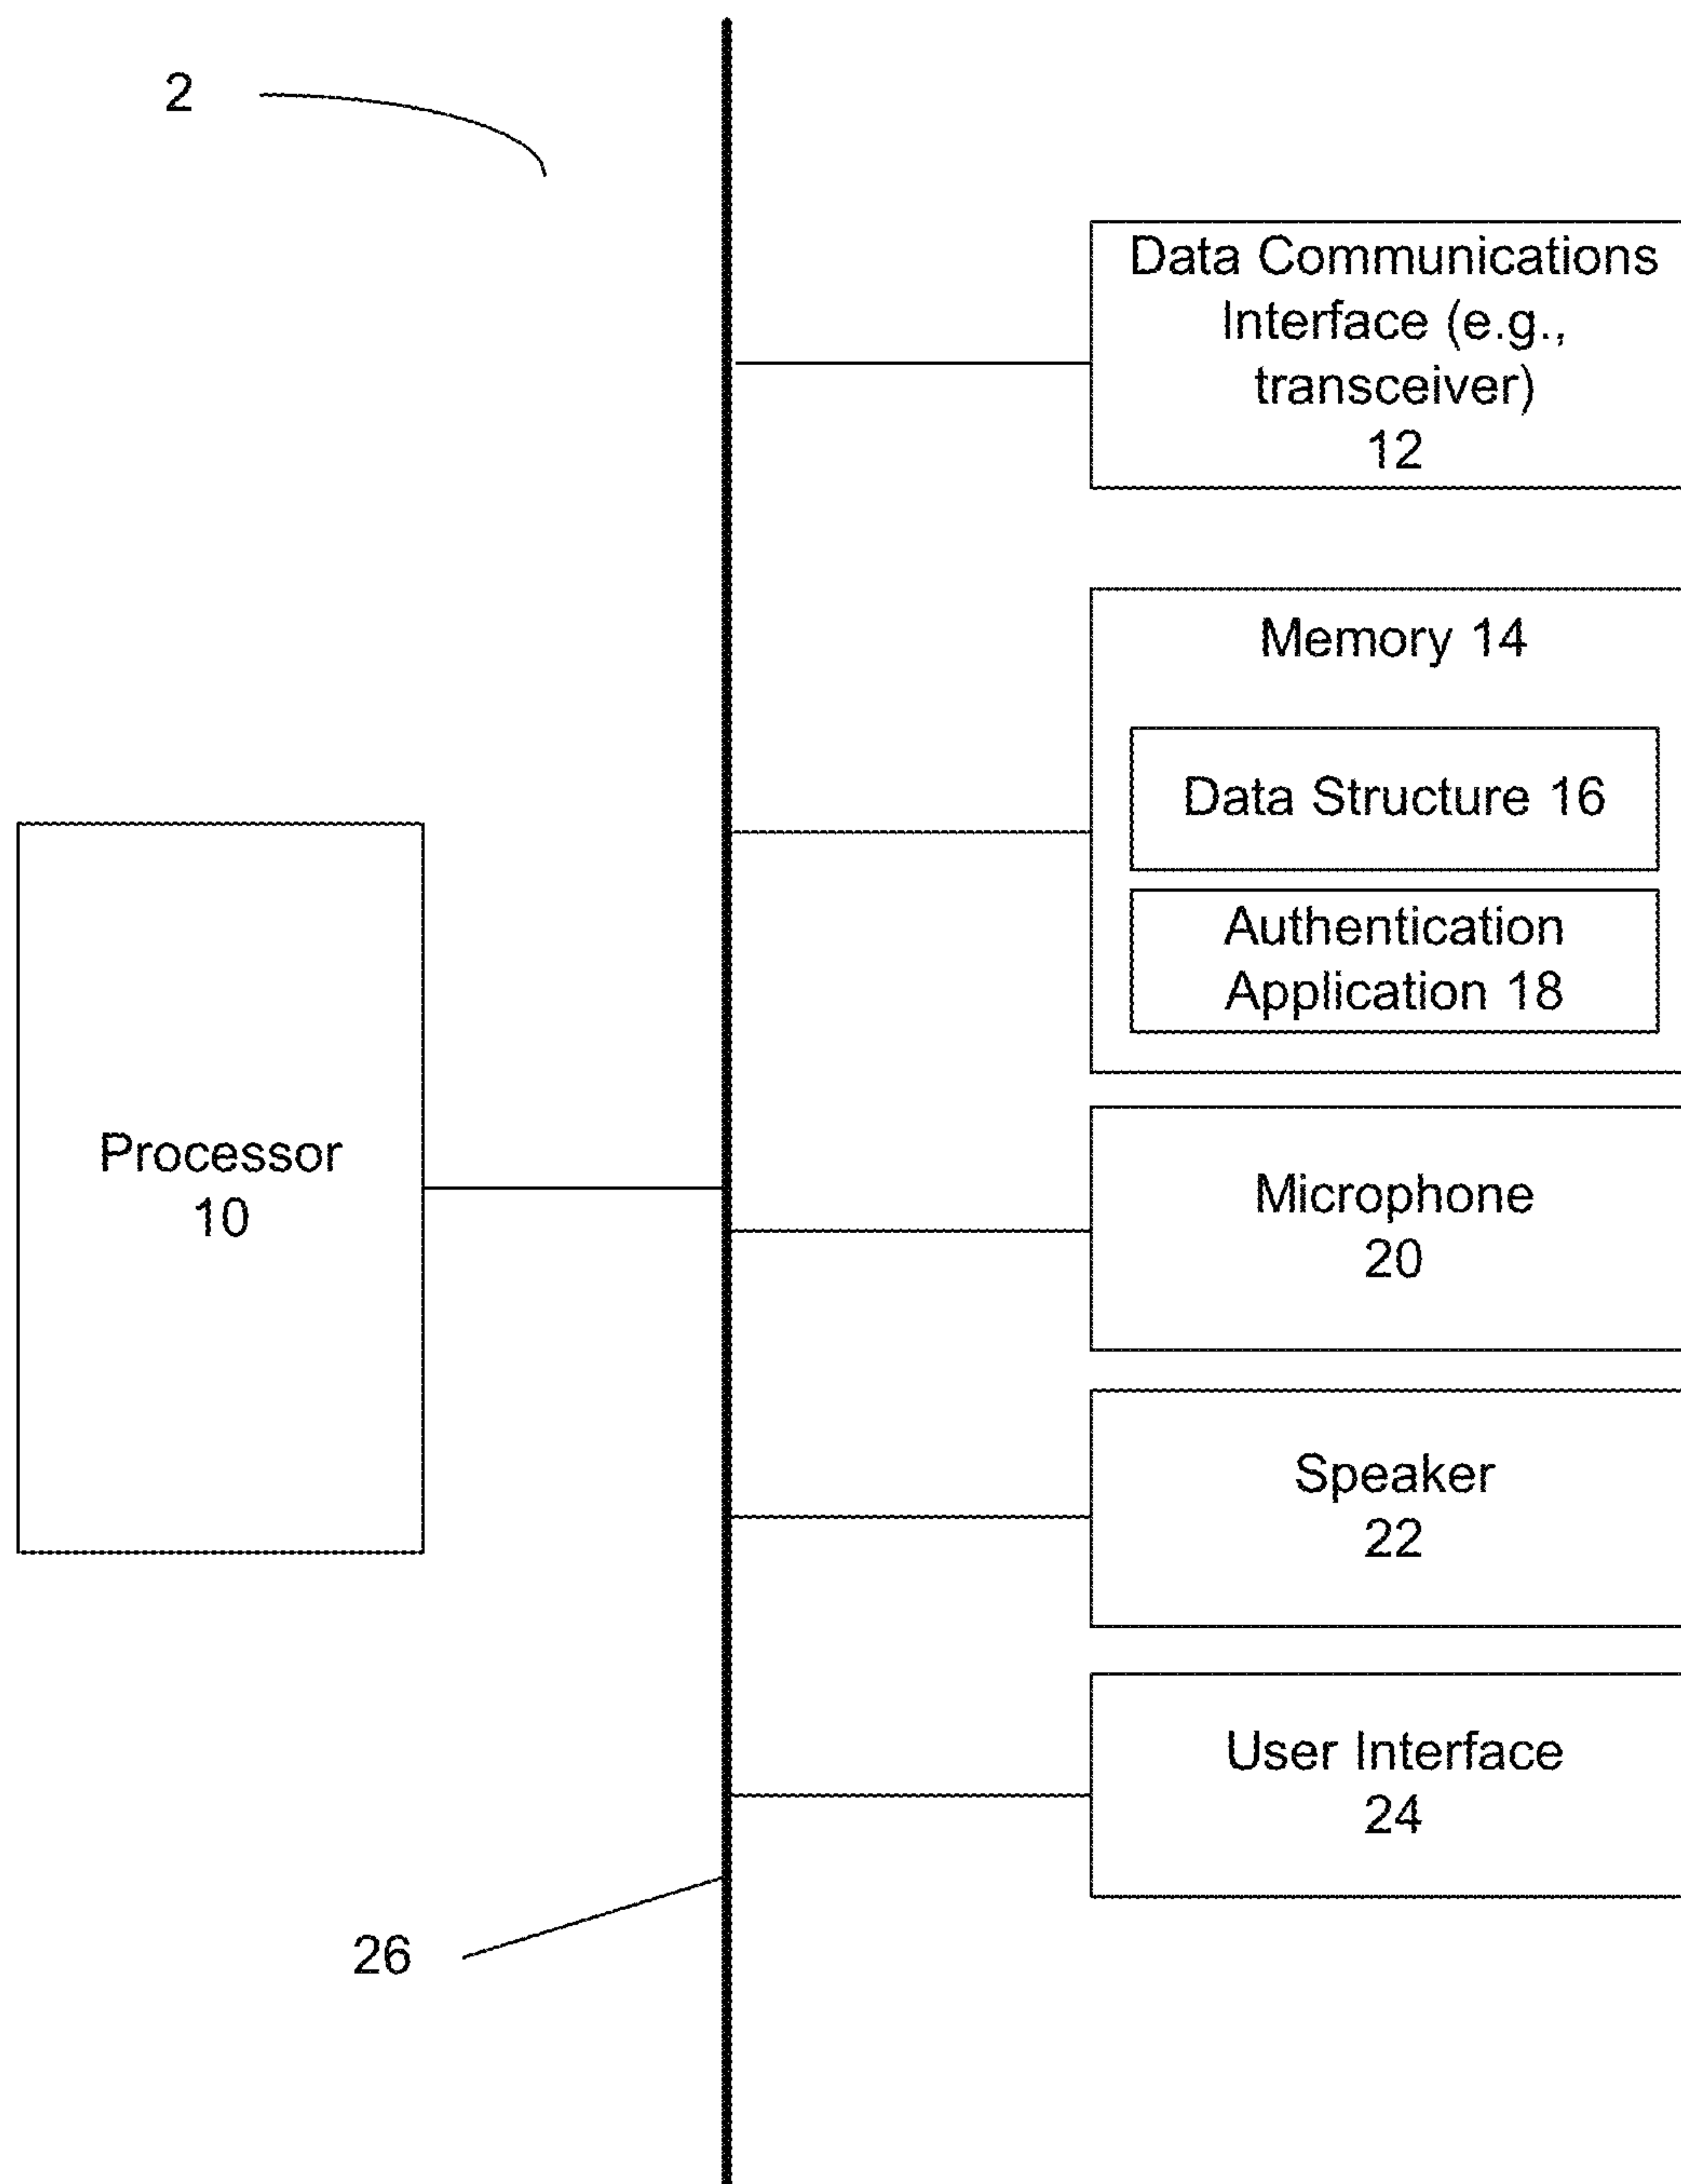 2
Data Communications
Interface (e.g.,
transceiver)
12
Memory 14
Data Structure 16
Authentication
Application 18
Processor
10
Microphone
20
Speaker
22
User Interface
24
26